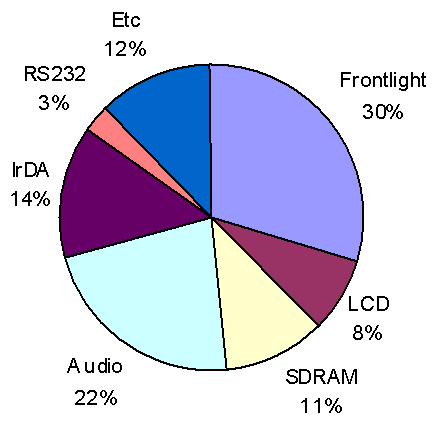 Etc
12%
RS232
3%
Frontlight
30%
IrDA
14%
LCD
8%
Audio
22%
SDRAM
11%